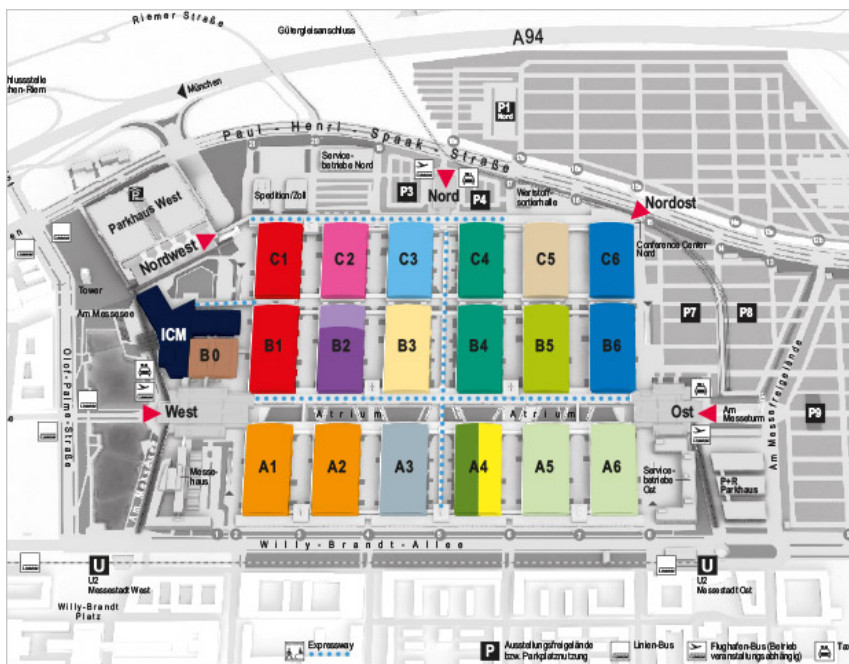 Riemer Straße
Gütergleisanschluss
A94
München
Paul-Henri-Spaak-Straße
P1
Nord
Service-
betriebe Nord
Spedition/Zoll
P3
Nord
P4
Wertstoff-
sortierhalle
Nordost
Conference Center
Nord
Parkhaus West
Nordwest
Tower
Am Messesee
ICM
B0
C1
C2
C3
C4
C5
C6
B1
B2
B3
B4
B5
B6
P7
P8
P9
Olof-Palme-Straße
West
Atrium
Atrium
Ost
Am
Messeturm
Am Messefreigelände
Messe-
haus
Am Messesee
A1
A2
A3
A4
A5
A6
Service-
betriebe
Ost
P+R
Parkhaus
Willy-Brandt-Allee
U
U2
Messestadt West
U
U2
Messestadt Ost
Willy-Brandt
Platz
Expressway
P
Ausstellungsfreigelände
bzw. Parkplatznutzung
Linien-Bus
Flughafen-Bus (Betrieb
veranstaltungsabhängig)